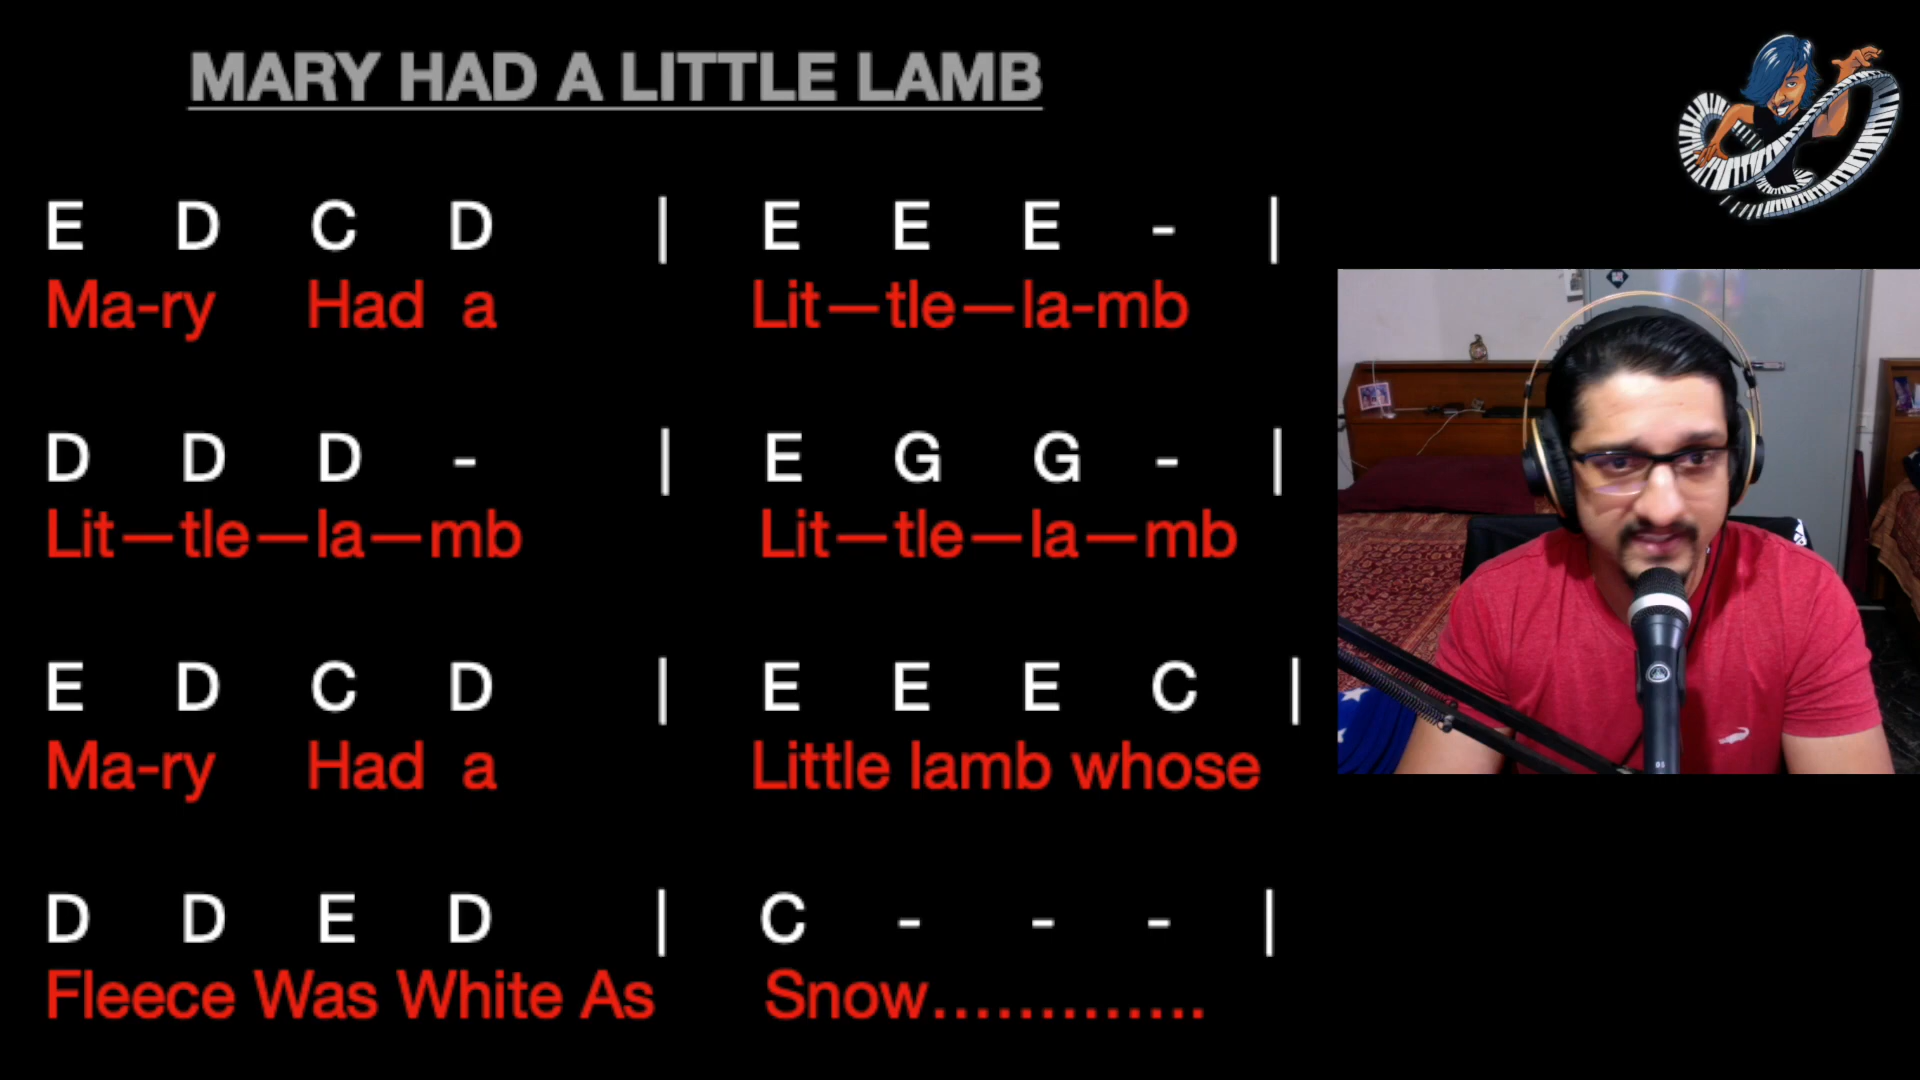 MARY HAD A LITTLE LAMB
E D C D | E E E - |
Ma-ry Had a Lit—tle—la-mb
D D D - | E G G - |
Lit—tle—la—mb Lit—tle—la—mb
E D C D | E E E C |
Ma-ry Had a Little lamb whose
D D E D | C - - - |
Fleece Was White As Snow.............